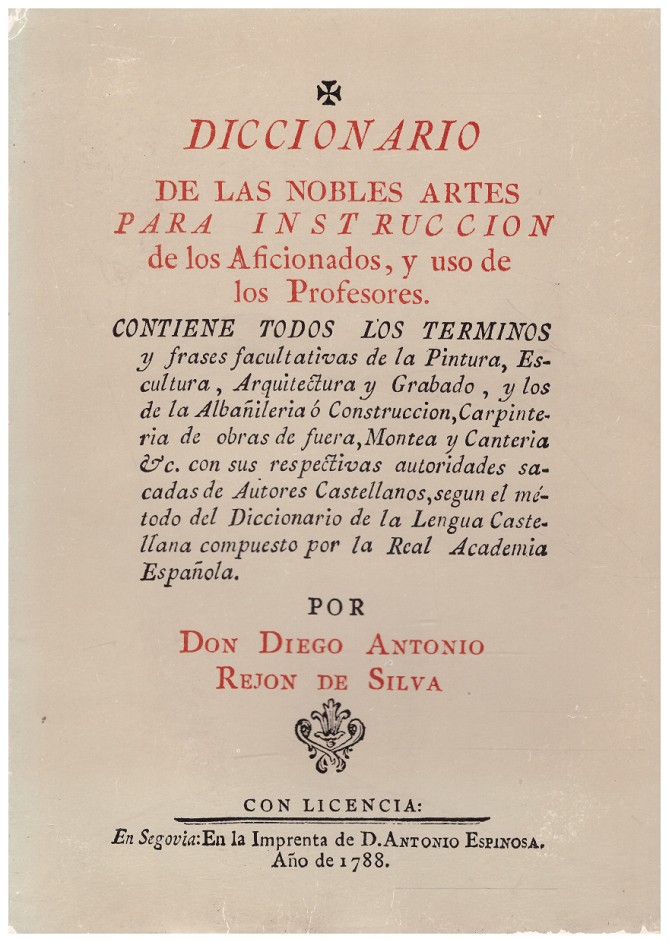 DICCIONARIO
DE LAS NOBLES ARTES
PARA INSTRUCCION
de los Aficionados, y uso de
los Profesores.
CONTIENE TODOS LOS TERMINOS
y frases facultativas de la Pintura, Es-
cultura, Arquitectura y Grabado, y los
de la Albañileria ó Construccion, Carpinte-
ria de obras de fuera, Montea y Canteria
&c. con sus respectivas autoridades sa-
cadas de Autores Castellanos, segun el mé-
todo del Diccionario de la Lengua Caste-
llana compuesto por la Real Academia
Española.
POR
DON DIEGO ANTONIO
REJON DE SILVA
CON LICENCIA:
En Segovia: En la Imprenta de D. ANTONIO ESPINOSA.
Año de 1788.